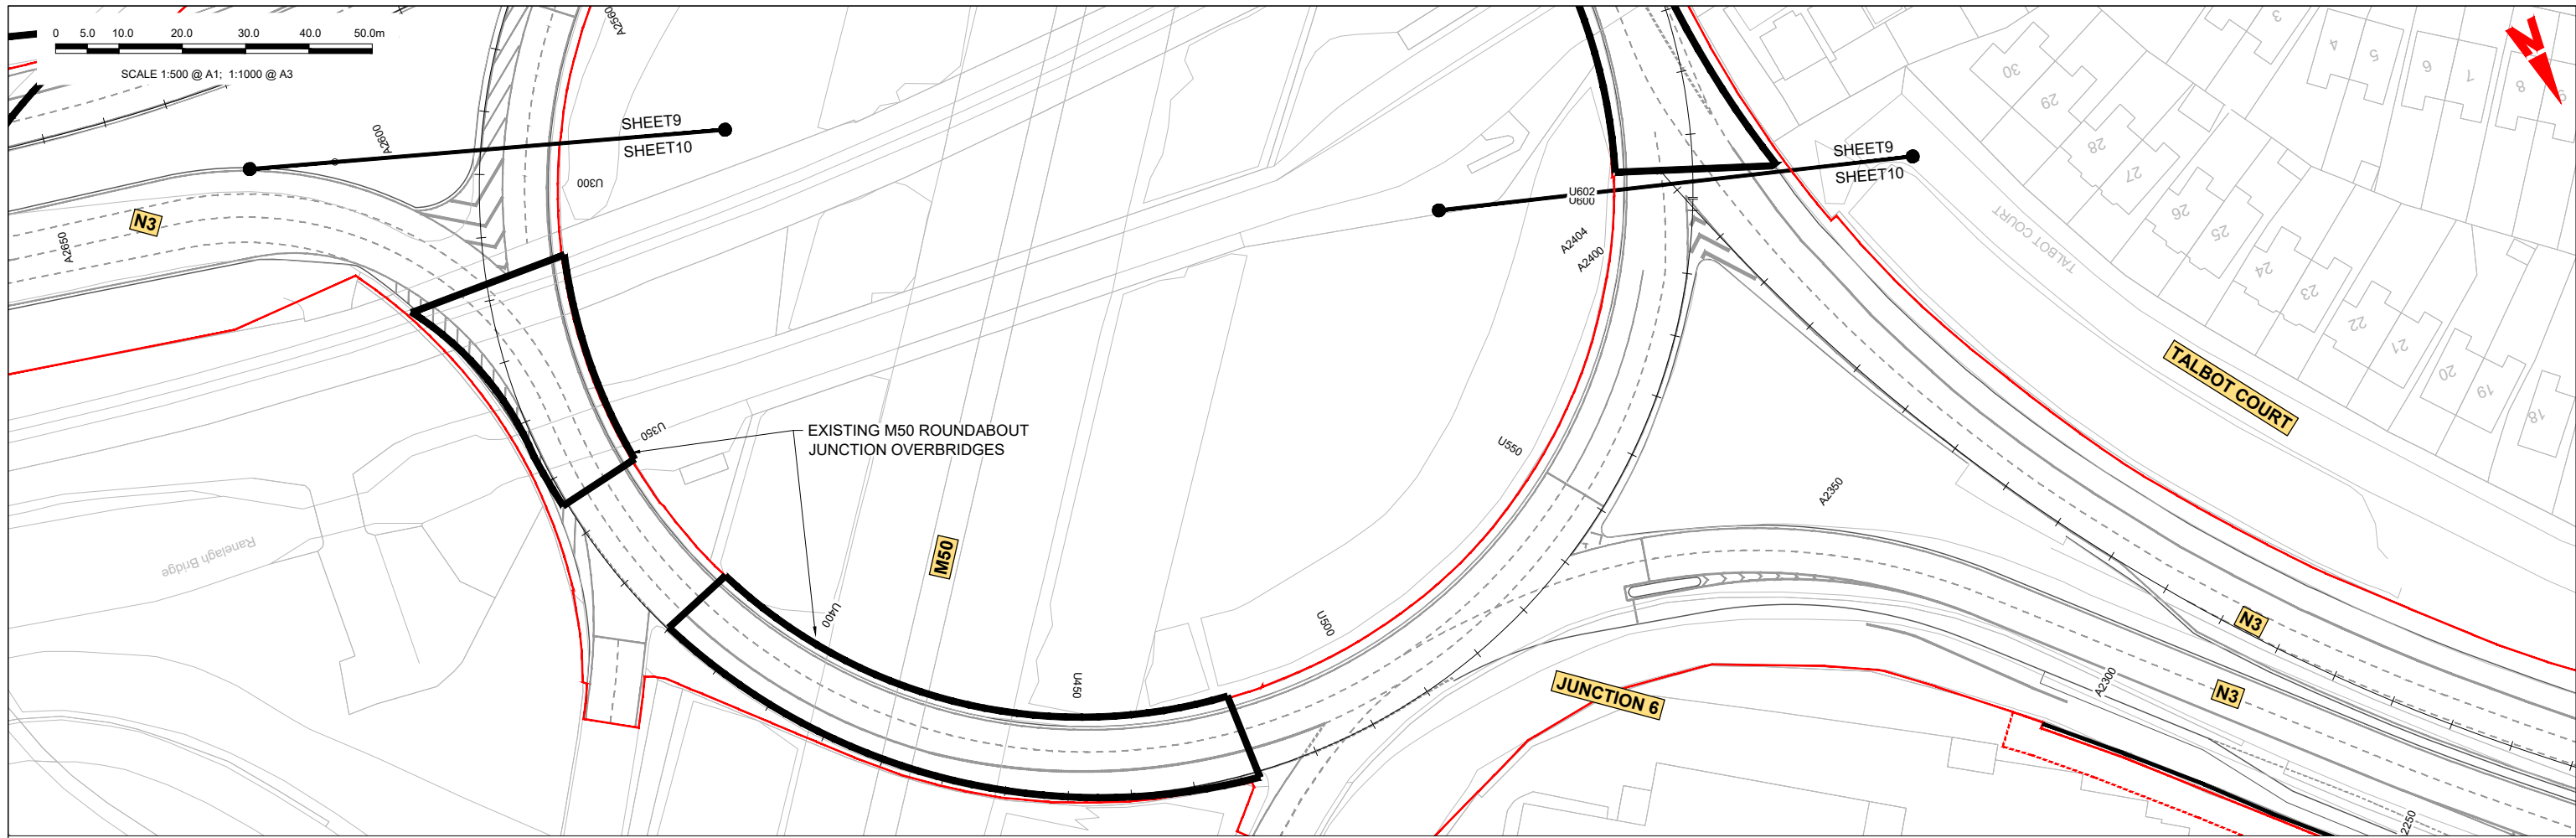 0 5.0 10.0 20.0 30.0 40.0 50.0m
SCALE 1:500 @ A1; 1:1000 @ A3
A2560
A2600
SHEET9
SHEET10
U300
N3
A2650
U350
EXISTING M50 ROUNDABOUT
JUNCTION OVERBRIDGES
Ranelagh Bridge
M50
U400
U450
U500
U550
U602
U600
A2404
A2400
SHEET9
SHEET10
N
TALBOT COURT
TALBOT COURT
3
4
5
6
7
8
30
29
28
27
26
25
24
23
22
21
20
19
18
A2350
JUNCTION 6
N3
A2300
N3
2250